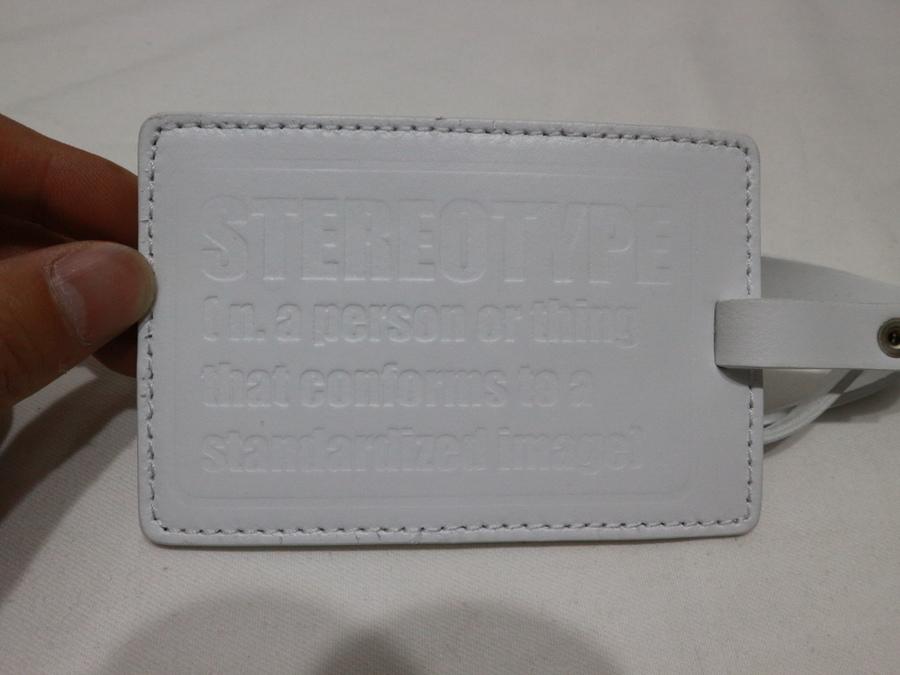 STEREOTYPE
( n. a person or thing
that conforms to a
standardized image)